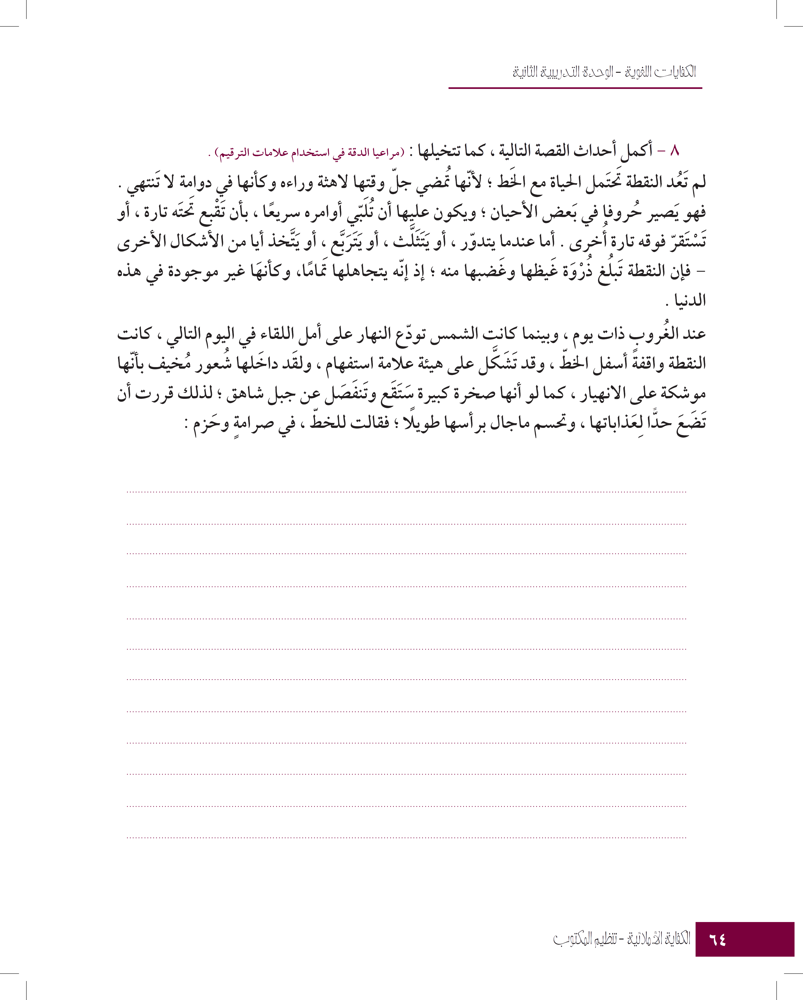 الكفايات اللغوية - الوحدة التدريبية الثانية
٨ - أكمل أحداث القصة التالية ، كما تتخيلها : (مراعيا الدقة في استخدام علامات الترقيم) .
لم تَعُد النقطة تَحتَمل الحياة مع الخَط ؛ لأنّها تُمضي جلّ وقتها لاهثة وراءه وكأنها في دوامة لا تَنتهي .
فهو يَصير حُروفا في بَعض الأحيان ؛ ويكون عليها أن تُلَبّي أوامره سريعًا ، بأن تَقْبع تَحتَه تارة ، أو
تَسْتَقرّ فوقه تارة أُخرى . أما عندما يتدوّر ، أو يَتَثَلَّث ، أو يَتَرَبَّع ، أو يَتَّخذ أيا من الأشكال الأخرى
- فإن النقطة تَبلُغ ذُرْوَة غَيظها وغَضبها منه ؛ إذ إنّه يتجاهلها تَمامًا، وكأنهَا غير موجودة في هذه
الدنيا .
عند الغُروب ذات يوم ، وبينما كانت الشمس تودّع النهار على أمل اللقاء في اليوم التالي ، كانت
النقطة واقفةً أسفل الخطّ ، وقد تَشَكَّل على هيئة علامة استفهام ، ولقَد داخَلها شُعور مُخيف بأنّها
موشكة على الانهيار ، كما لو أنها صخرة كبيرة سَتَقَع وتَنفَصَل عن جبل شاهق ؛ لذلك قررت أن
تَضَعَ حدًّا لِعَذاباتها ، وتحسم ماجال برأسها طويلًا ؛ فقالت للخطّ ، في صرامةٍ وحَزم :
الكفاية الأملائية - تنظيم المكتوب
٦٤